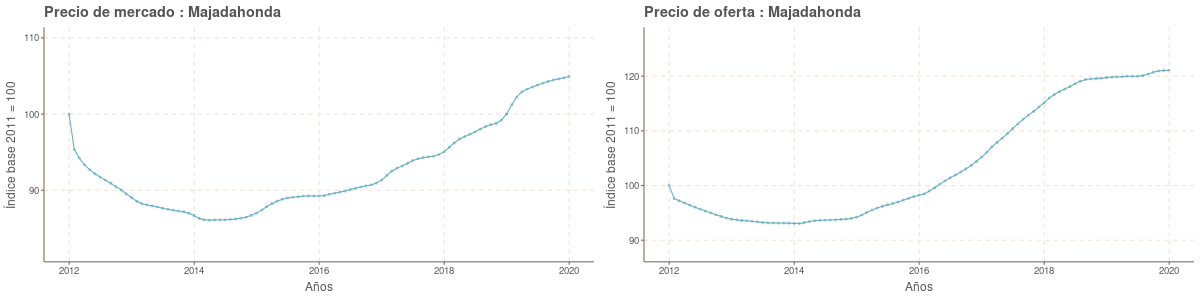 Precio de mercado : Majadahonda
Índice base 2011 = 100
110
100
90
2012
2014
2016
2018
2020
Años
Precio de oferta : Majadahonda
Índice base 2011 = 100
120
110
100
90
2012
2014
2016
2018
2020
Años